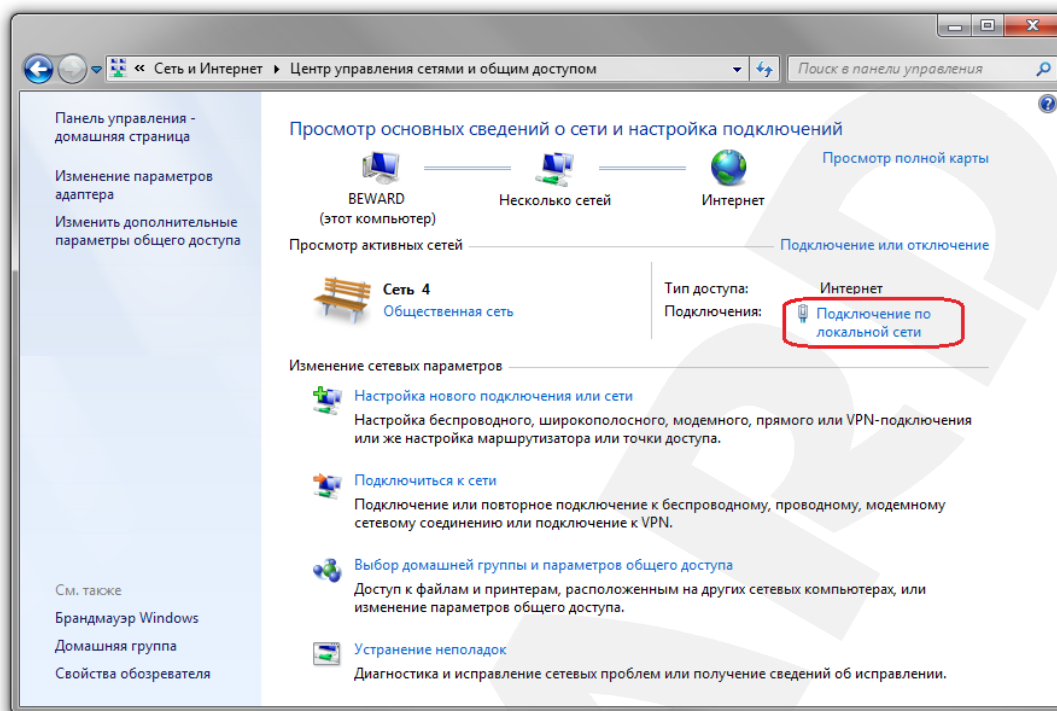 « Сеть и Интернет ▸ Центр управления сетями и общим доступом
Поиск в панели управления
Панель управления -
домашняя страница
Изменение параметров
адаптера
Изменить дополнительные
параметры общего доступа
См. также
Брандмауэр Windows
Домашняя группа
Свойства обозревателя
Просмотр основных сведений о сети и настройка подключений
Просмотр полной карты
BEWARD
(этот компьютер)
Несколько сетей
Интернет
Просмотр активных сетей
Подключение или отключение
Сеть 4
Общественная сеть
Тип доступа: Интернет
Подключения: Подключение по
локальной сети
Изменение сетевых параметров
Настройка нового подключения или сети
Настройка беспроводного, широкополосного, модемного, прямого или VPN-подключения
или же настройка маршрутизатора или точки доступа.
Подключиться к сети
Подключение или повторное подключение к беспроводному, проводному, модемному
сетевому соединению или подключение к VPN.
Выбор домашней группы и параметров общего доступа
Доступ к файлам и принтерам, расположенным на других сетевых компьютерах, или
изменение параметров общего доступа.
Устранение неполадок
Диагностика и исправление сетевых проблем или получение сведений об исправлении.
ARD